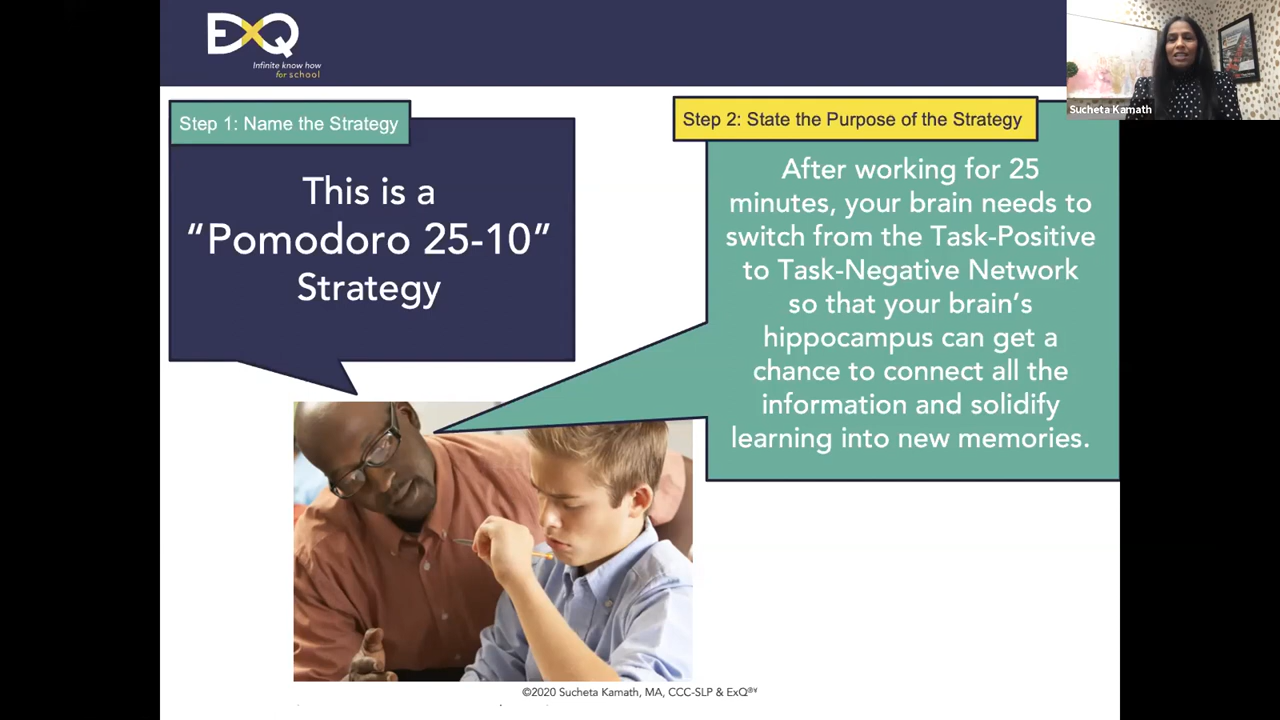 ExQ
Infinite know how
for school
Sucheta Kamath
Step 1: Name the Strategy
This is a
“Pomodoro 25-10”
Strategy
Step 2: State the Purpose of the Strategy
After working for 25
minutes, your brain needs to
switch from the Task-Positive
to Task-Negative Network
so that your brain’s
hippocampus can get a
chance to connect all the
information and solidify
learning into new memories.
©2020 Sucheta Kamath, MA, CCC-SLP & ExQ®